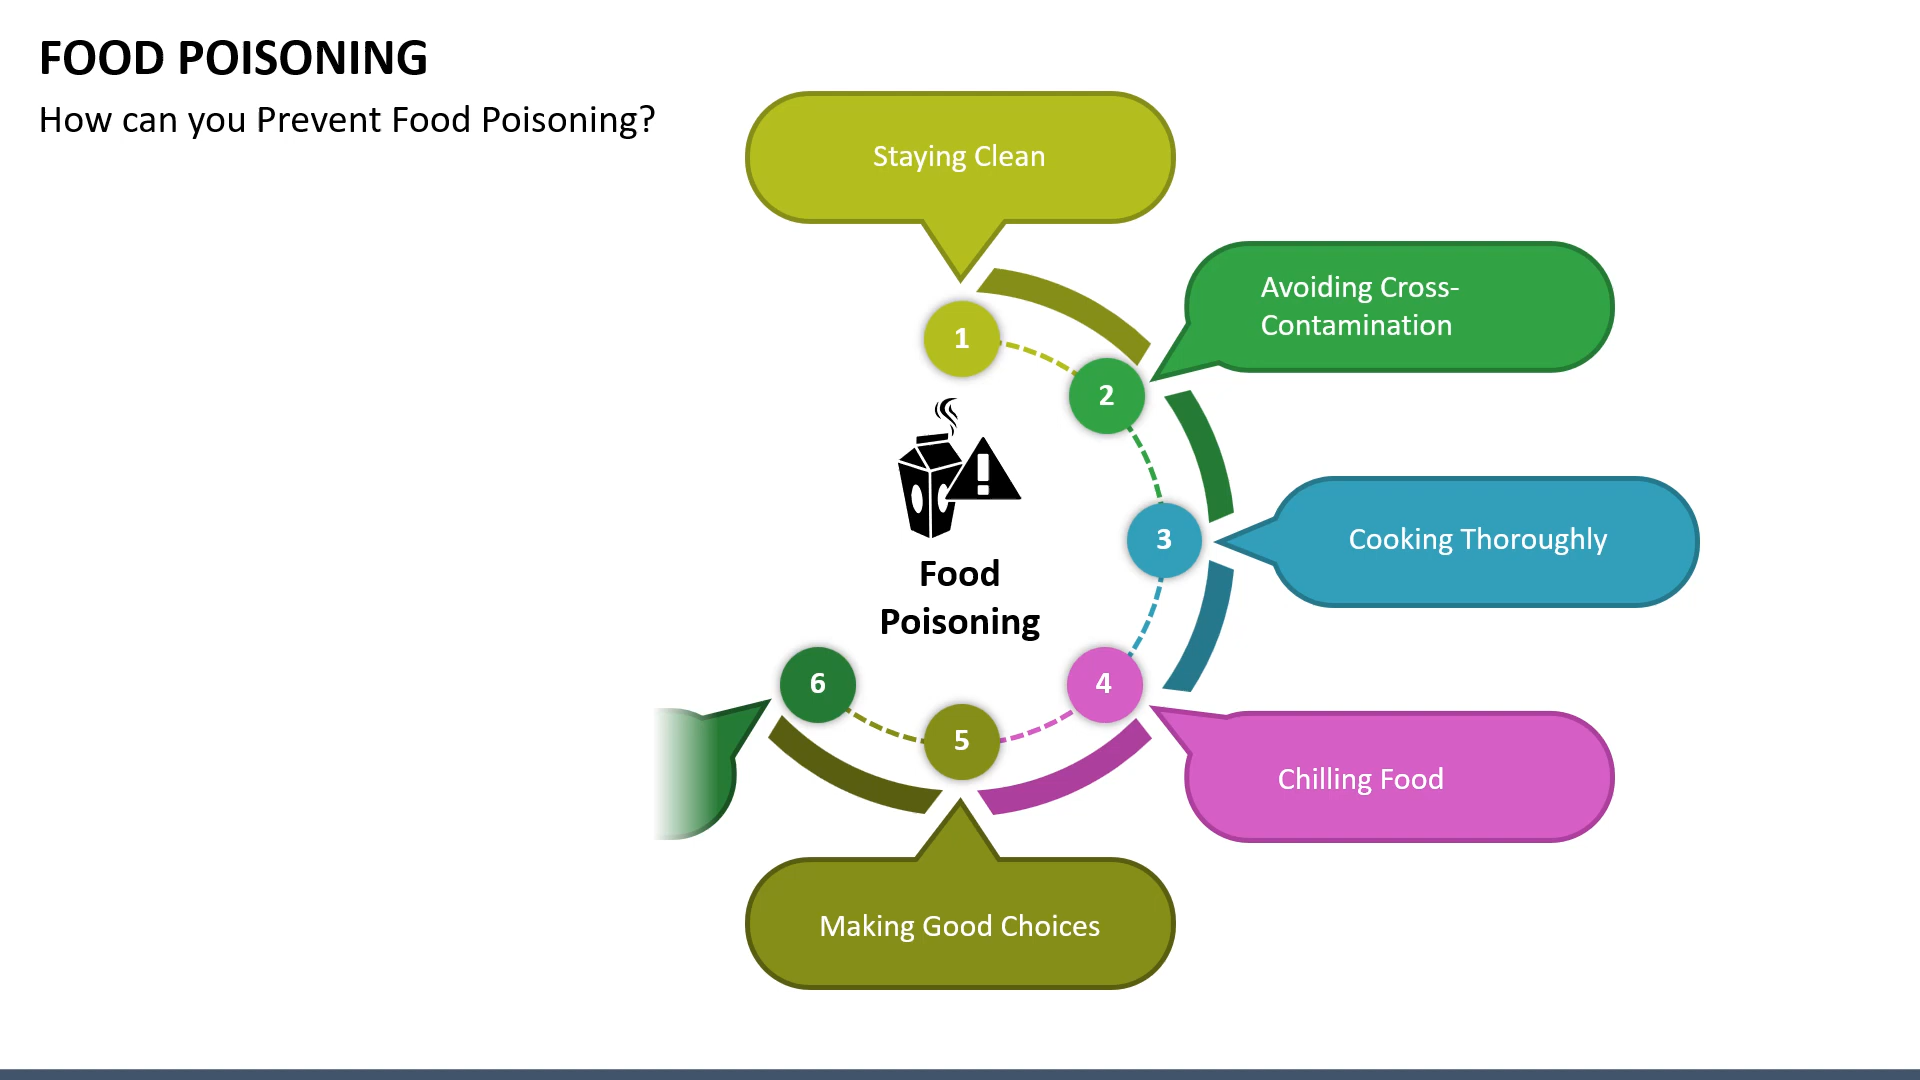 FOOD POISONING
How can you Prevent Food Poisoning?
Staying Clean
1
Avoiding Cross-
Contamination
2
3
Cooking Thoroughly
Food
Poisoning
4
Chilling Food
5
Making Good Choices
6